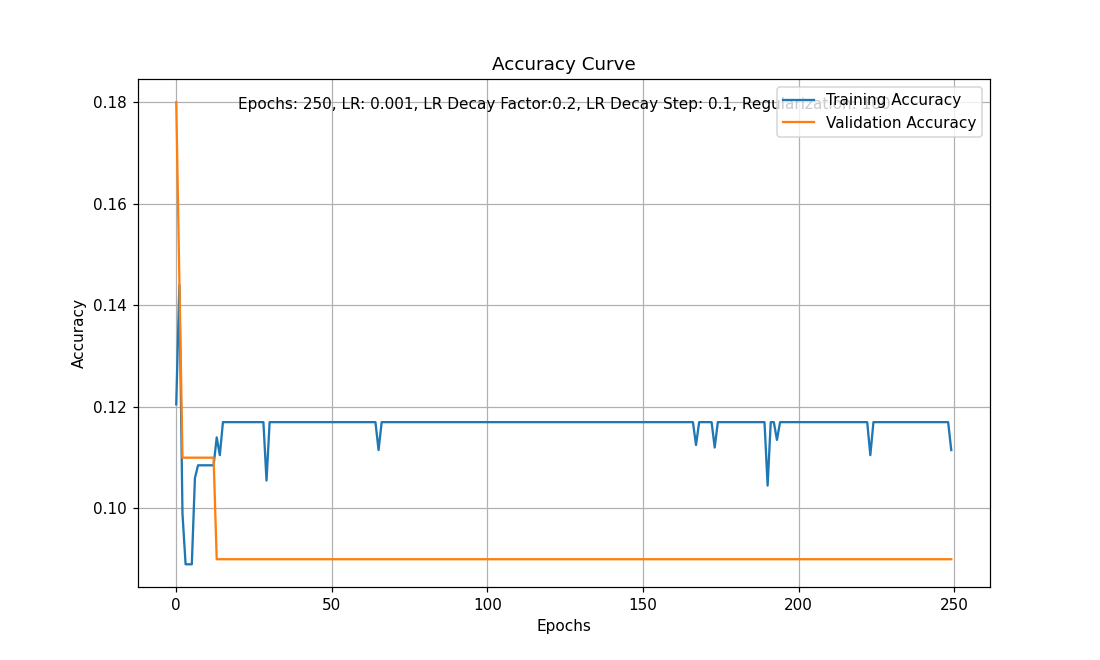 Accuracy Curve
Epochs: 250, LR: 0.001, LR Decay Factor:0.2, LR Decay Step: 0.1, Regularization:
Training Accuracy
Validation Accuracy
Accuracy
0.18
0.16
0.14
0.12
0.10
0 50 100 150 200 250
Epochs